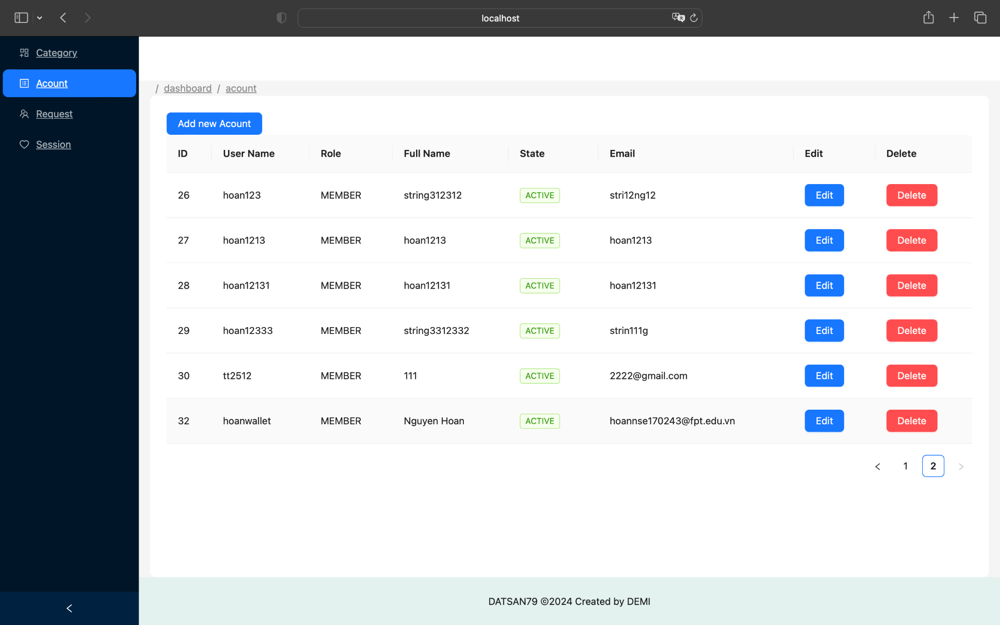 localhost
Category
Acount
Request
Session
/ dashboard / acount
Add new Acount
ID User Name Role Full Name State Email Edit Delete
26 hoan123 MEMBER string312312 ACTIVE stri12ng12 Edit Delete
27 hoan1213 MEMBER hoan1213 ACTIVE hoan1213 Edit Delete
28 hoan12131 MEMBER hoan12131 ACTIVE hoan12131 Edit Delete
29 hoan12333 MEMBER string3312332 ACTIVE strin111g Edit Delete
30 tt2512 MEMBER 111 ACTIVE 2222@gmail.com Edit Delete
32 hoanwallet MEMBER Nguyen Hoan ACTIVE hoannse170243@fpt.edu.vn Edit Delete
< 1 2 >
DATSAN79 ©2024 Created by DEMI